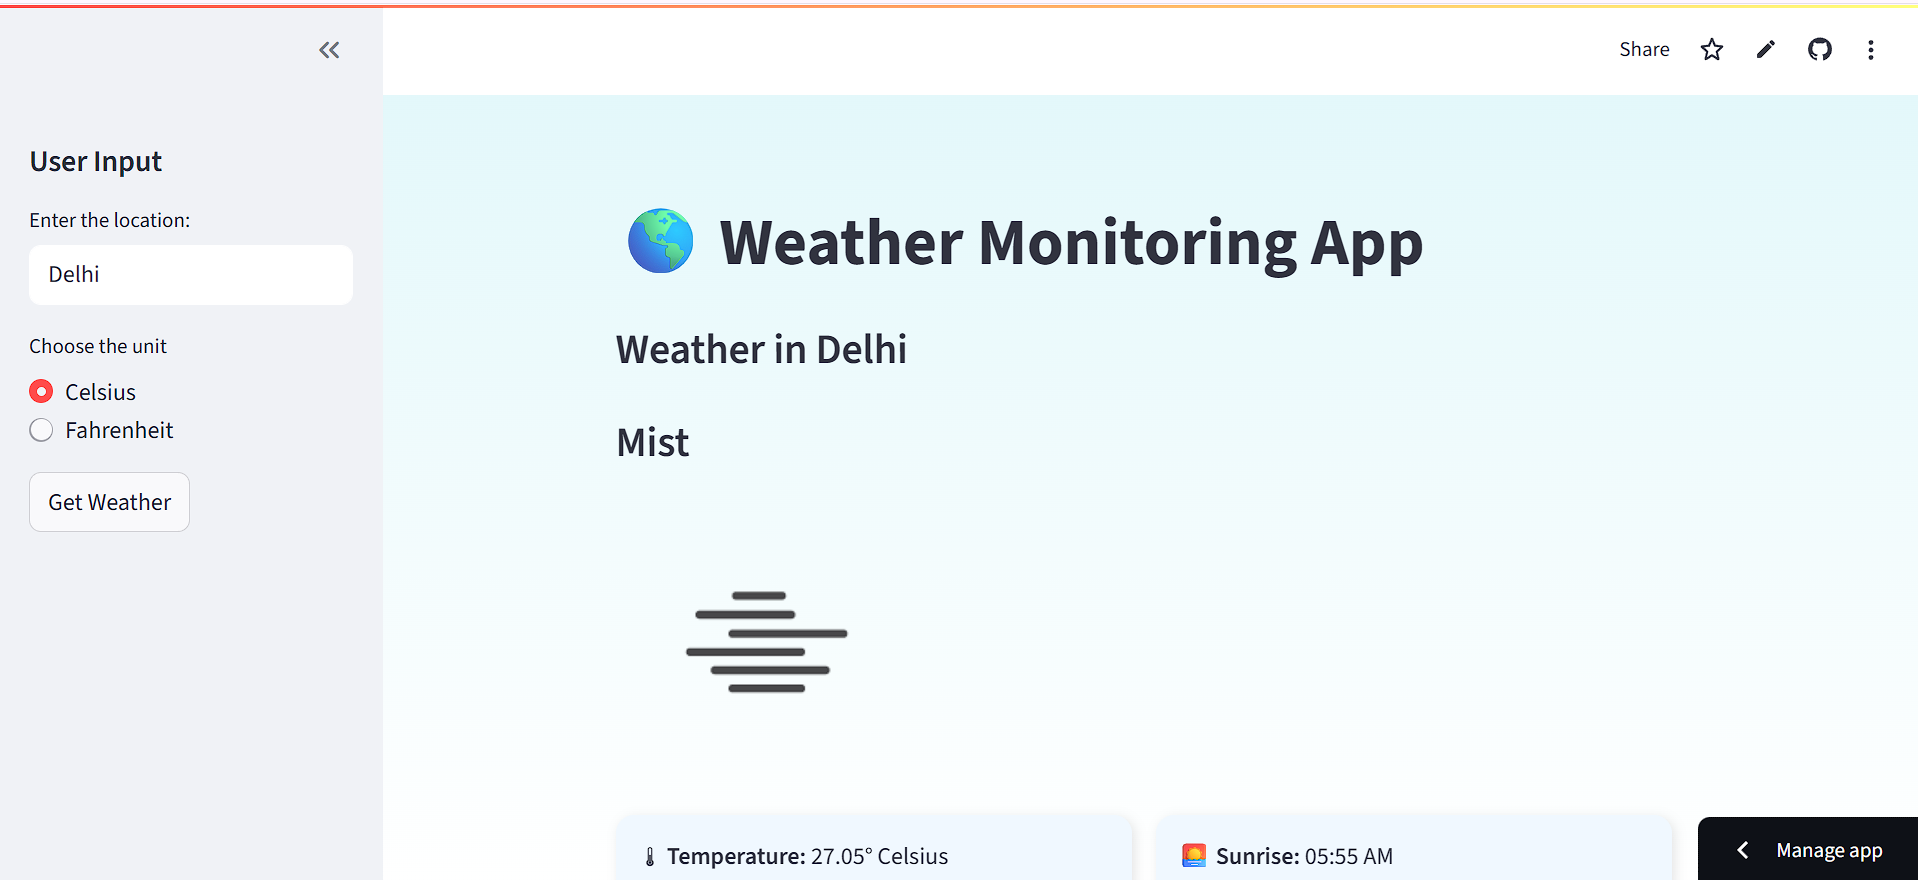 Share
User Input
Enter the location:
Delhi
Choose the unit
Celsius
Fahrenheit
Get Weather
Weather Monitoring App
Weather in Delhi
Mist
Temperature: 27.05° Celsius
Sunrise: 05:55 AM
Manage app